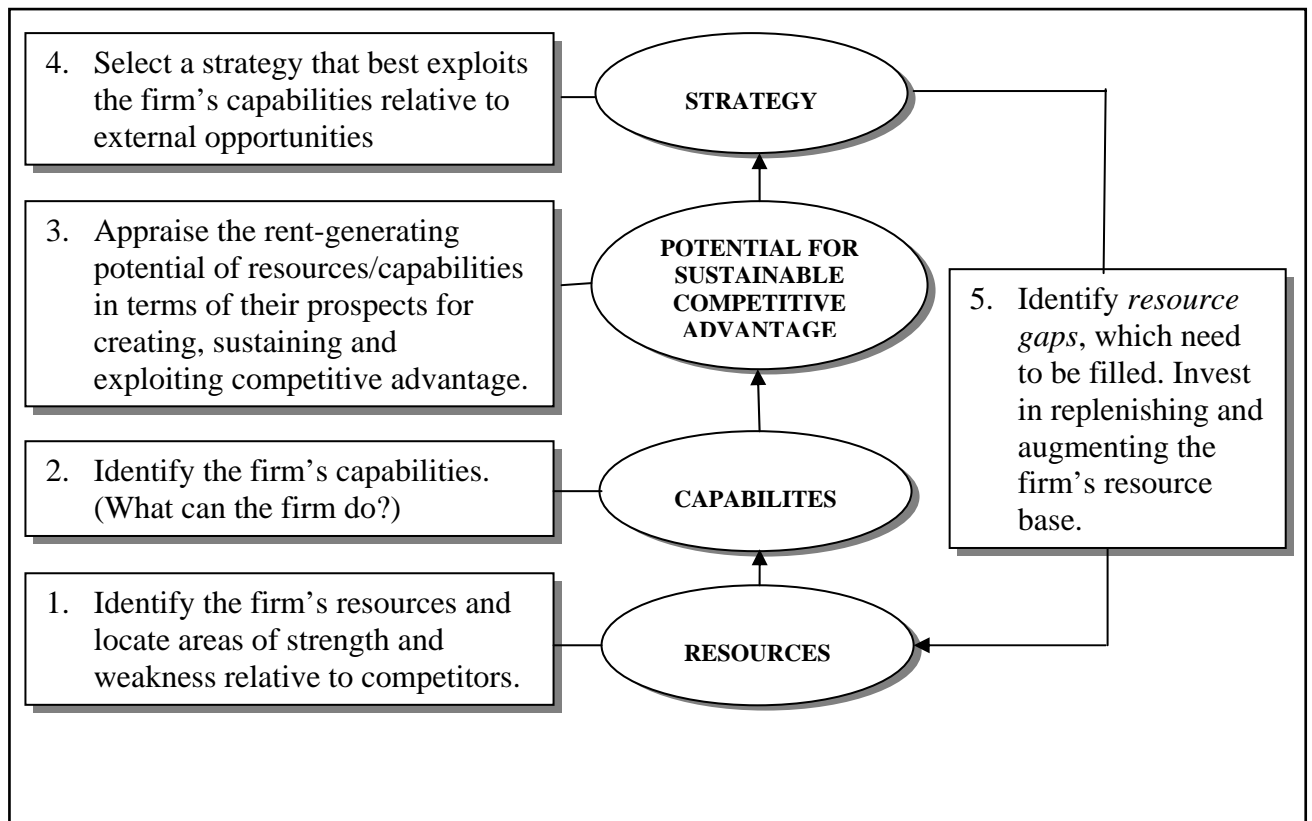 4. Select a strategy that best exploits
the firm’s capabilities relative to
external opportunities
STRATEGY
3. Appraise the rent-generating
potential of resources/capabilities
in terms of their prospects for
creating, sustaining and
exploiting competitive advantage.
POTENTIAL FOR
SUSTAINABLE
COMPETITIVE
ADVANTAGE
5. Identify resource
gaps, which need
to be filled. Invest
in replenishing and
augmenting the
firm’s resource
base.
2. Identify the firm’s capabilities.
(What can the firm do?)
CAPABILITES
1. Identify the firm’s resources and
locate areas of strength and
weakness relative to competitors.
RESOURCES